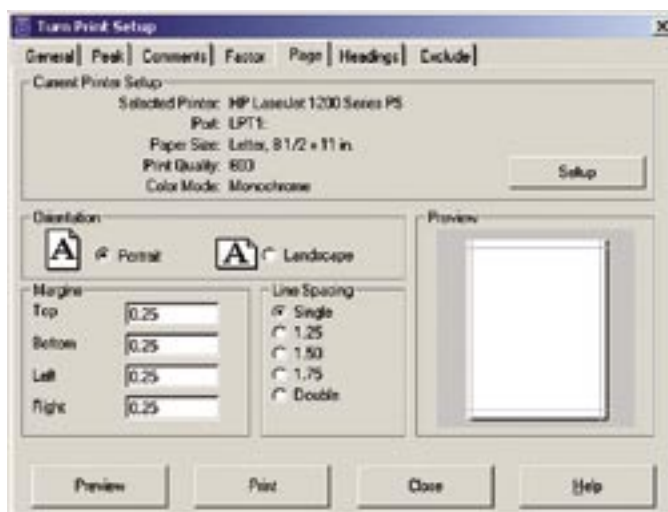 Turn Print Setup
General Peak Comments Factor Page Headings Exclude
Current Printer Setup
Selected Printer: HP LaserJet 1200 Series PS
Port: LPT1:
Paper Size: Letter, 8 1/2 x 11 in.
Print Quality: 600
Color Mode: Monochrome
Setup
Orientation
A Portrait
A Landscape
Preview
Margins
Top 0.25
Bottom 0.25
Left 0.25
Right 0.25
Line Spacing
Single
1.25
1.50
1.75
Double
Preview Print Close Help